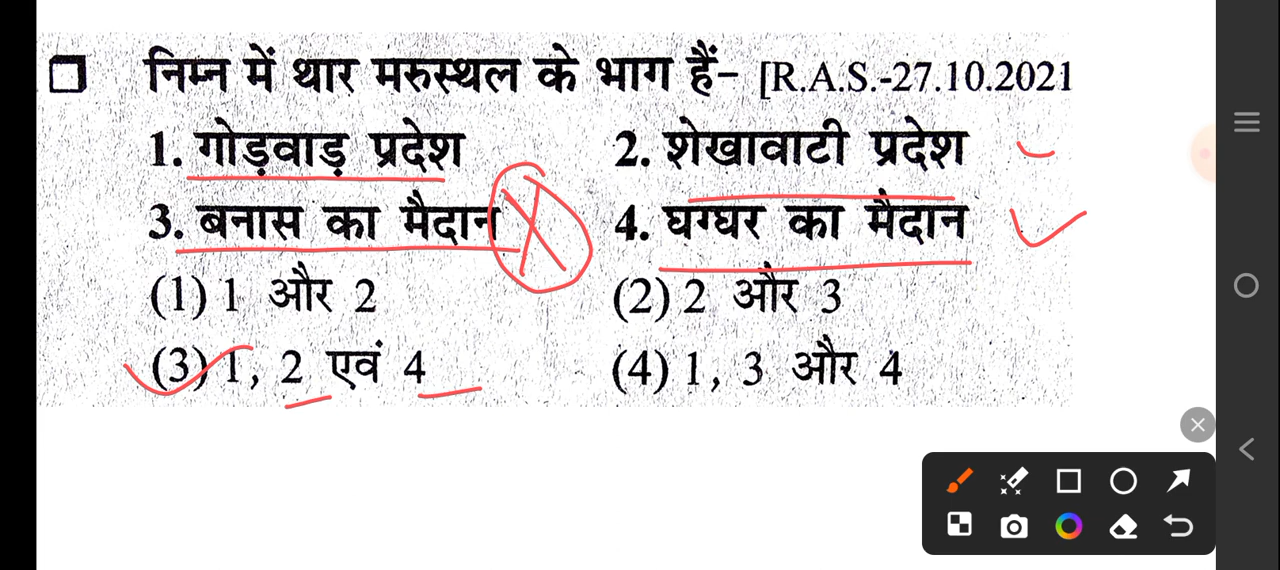 निम्न में थार मरुस्थल के भाग हैं– [R.A.S.-27.10.2021
1. गोड़वाड़ प्रदेश 2. शेखावाटी प्रदेश
3. बनास का मैदान 4. घग्घर का मैदान
(1) 1 और 2 (2) 2 और 3
(3) 1, 2 एवं 4 (4) 1, 3 और 4